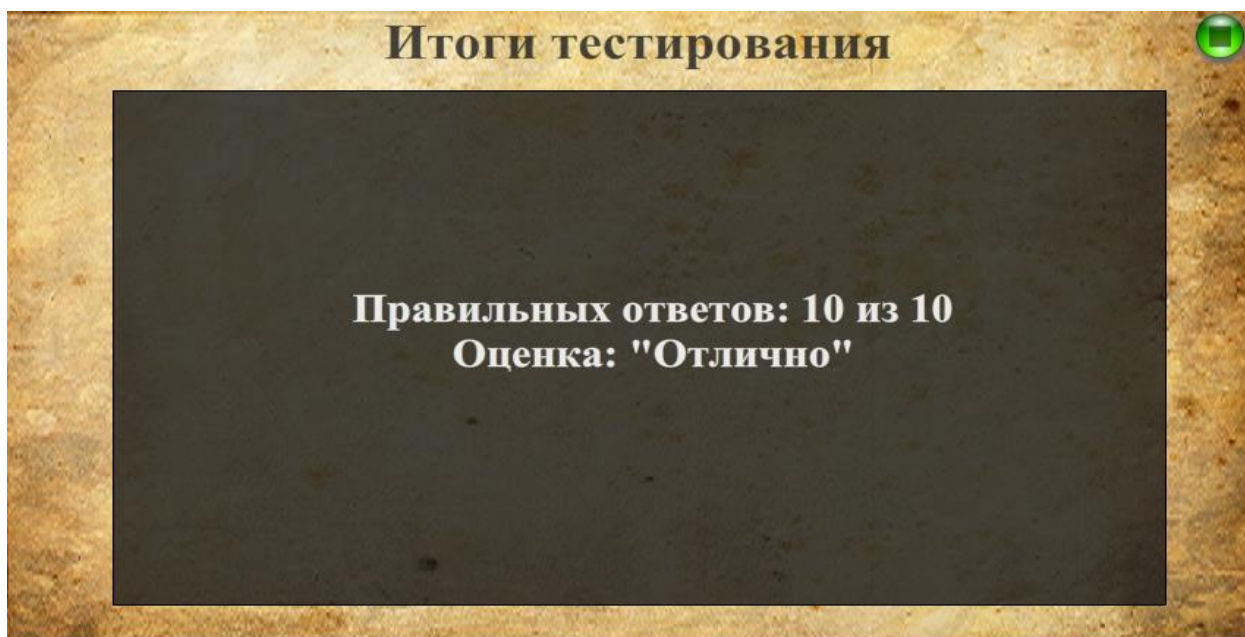 Итоги тестирования
Правильных ответов: 10 из 10
Оценка: "Отлично"